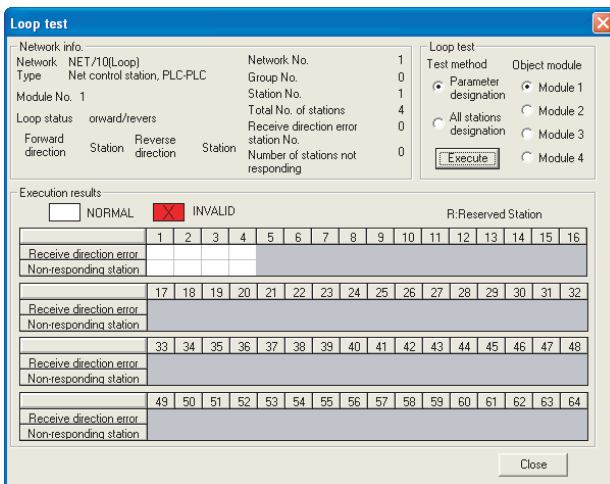 Loop test
Network info.
Network NET/10(Loop)
Type Net control station, PLC-PLC
Module No. 1
Loop status orward/revers
Forward direction Station Reverse direction Station
Network No. 1
Group No. 0
Station No. 1
Total No. of stations 4
Receive direction error station No. 0
Number of stations not responding 0
Loop test
Test method Object module
Parameter designation
All stations designation
Execute
Module 1
Module 2
Module 3
Module 4
Execution results
NORMAL X INVALID R:Reserved Station
1 2 3 4 5 6 7 8 9 10 11 12 13 14 15 16
Receive direction error
Non-responding station
17 18 19 20 21 22 23 24 25 26 27 28 29 30 31 32
Receive direction error
Non-responding station
33 34 35 36 37 38 39 40 41 42 43 44 45 46 47 48
Receive direction error
Non-responding station
49 50 51 52 53 54 55 56 57 58 59 60 61 62 63 64
Receive direction error
Non-responding station
Close